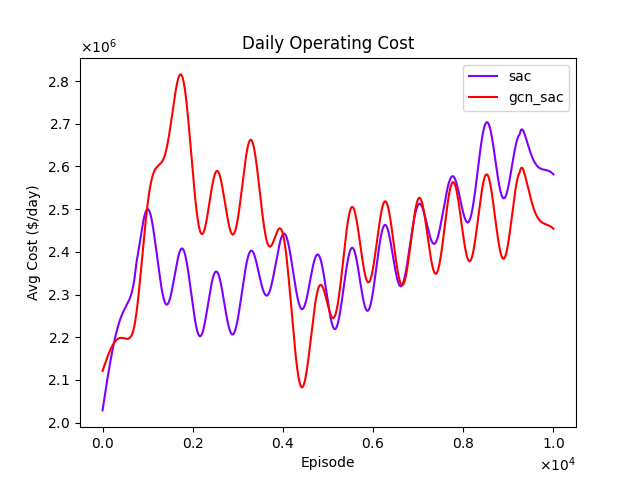 Daily Operating Cost
×10⁶
2.8
2.7
2.6
2.5
2.4
2.3
2.2
2.1
2.0
Avg Cost ($/day)
sac
gcn_sac
0.0 0.2 0.4 0.6 0.8 1.0
Episode
×10⁴